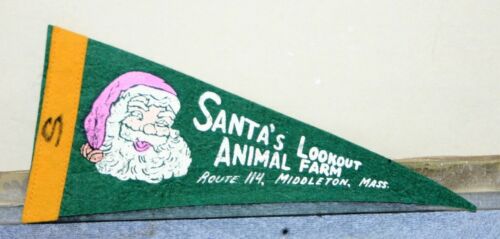 S
SANTA'S LOOKOUT
ANIMAL FARM
ROUTE 114, MIDDLETON, MASS.